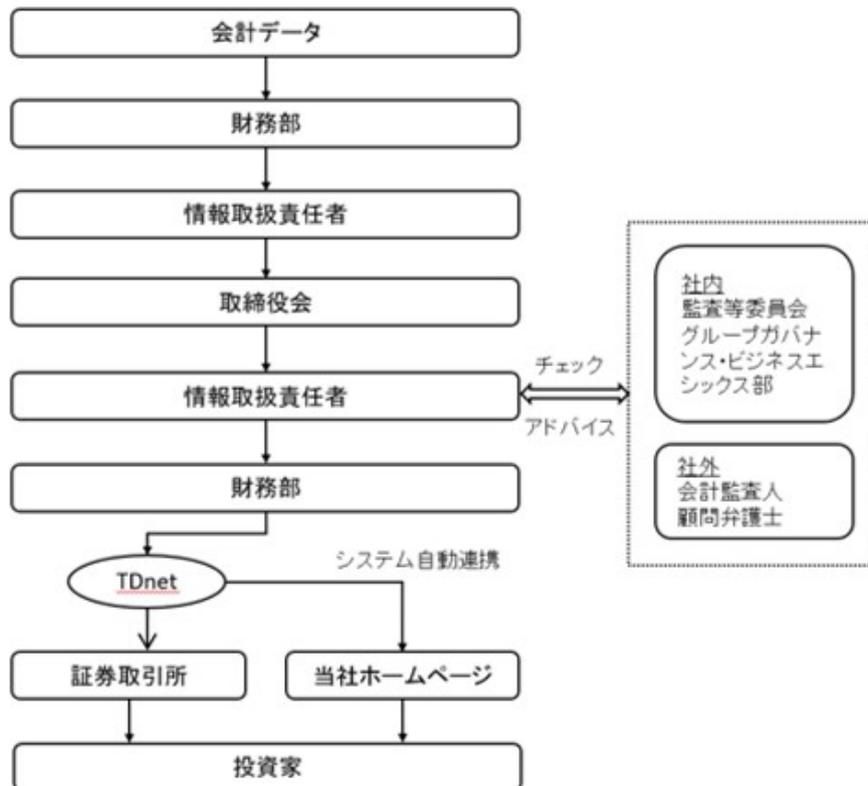 会計データ
財務部
情報取扱責任者
取締役会
情報取扱責任者
チェック
アドバイス
社内
監査等委員会
グループガバナ
ンス・ビジネスエ
シックス部
社外
会計監査人
顧問弁護士
財務部
システム自動連携
TDnet
証券取引所
当社ホームページ
投資家